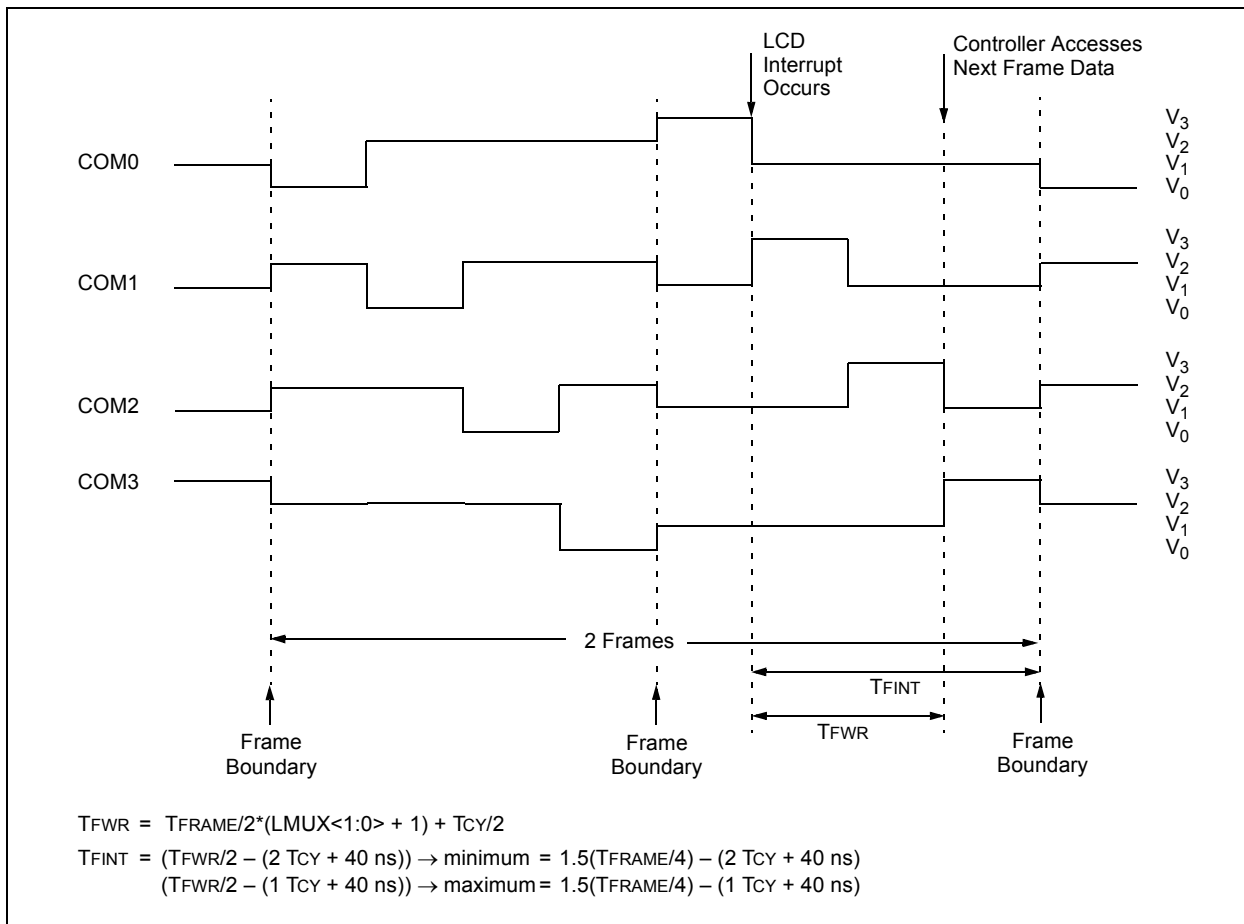 LCD
Interrupt
Occurs
Controller Accesses
Next Frame Data
COM0
V3
V2
V1
V0
COM1
V3
V2
V1
V0
COM2
V3
V2
V1
V0
COM3
V3
V2
V1
V0
2 Frames
TFINT
TFWR
Frame
Boundary
Frame
Boundary
Frame
Boundary
TFWR = TFRAME/2*(LMUX<1:0> + 1) + TCY/2
TFINT = (TFWR/2 – (2 TCY + 40 ns)) → minimum = 1.5(TFRAME/4) – (2 TCY + 40 ns)
(TFWR/2 – (1 TCY + 40 ns)) → maximum = 1.5(TFRAME/4) – (1 TCY + 40 ns)